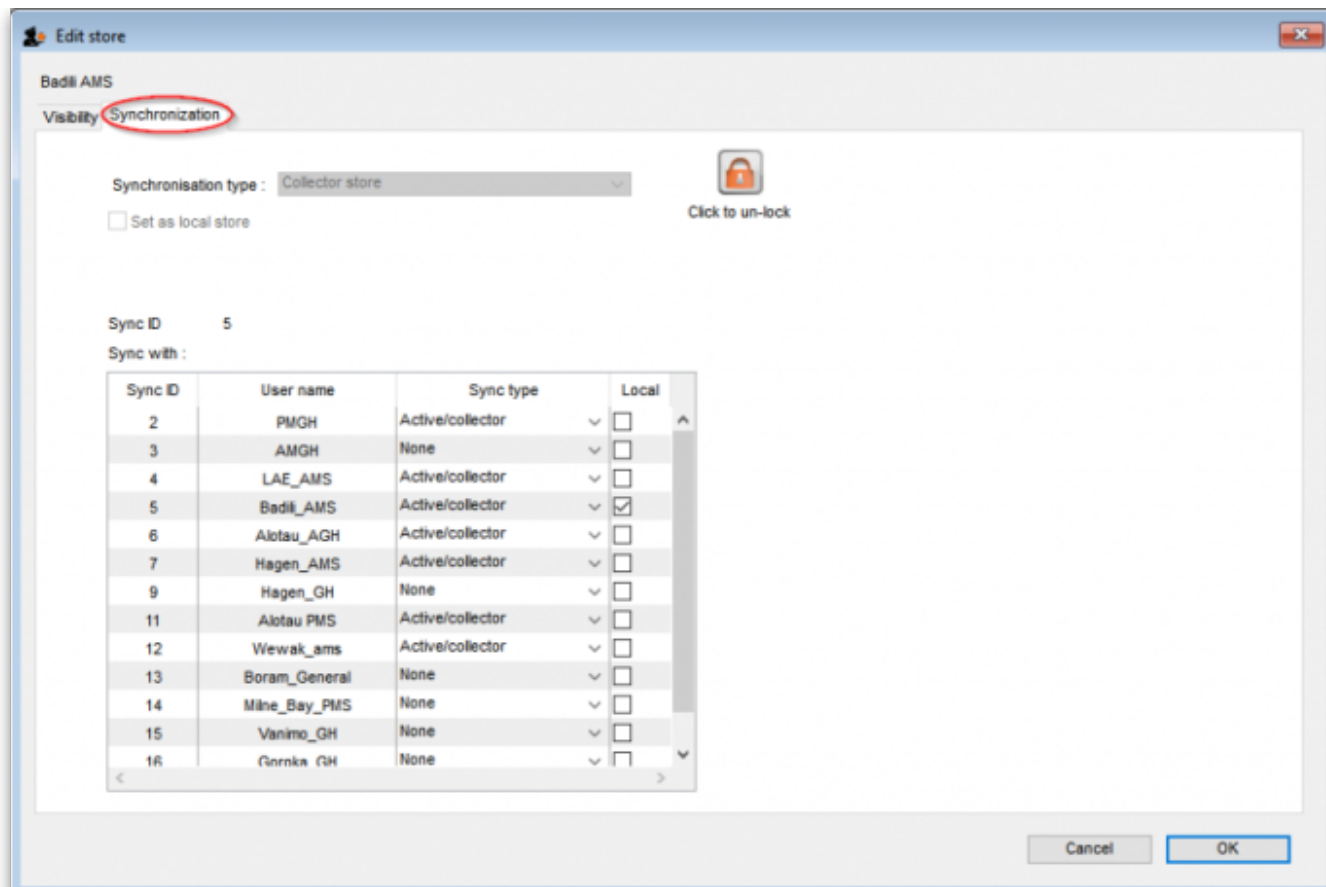 Edit store
Badili AMS
Visibility Synchronization
Synchronisation type : Collector store
Click to un-lock
Set as local store
Sync ID 5
Sync with :
Sync ID User name Sync type Local
2 PMGH Active/collector
3 AMGH None
4 LAE_AMS Active/collector
5 Badili_AMS Active/collector
6 Alotau_AGH Active/collector
7 Hagen_AMS Active/collector
9 Hagen_GH None
11 Alotau PMS Active/collector
12 Wewak_ams Active/collector
13 Boram_General None
14 Milne_Bay_PMS None
15 Vanimo_GH None
16 Gornka_GH None
Cancel OK